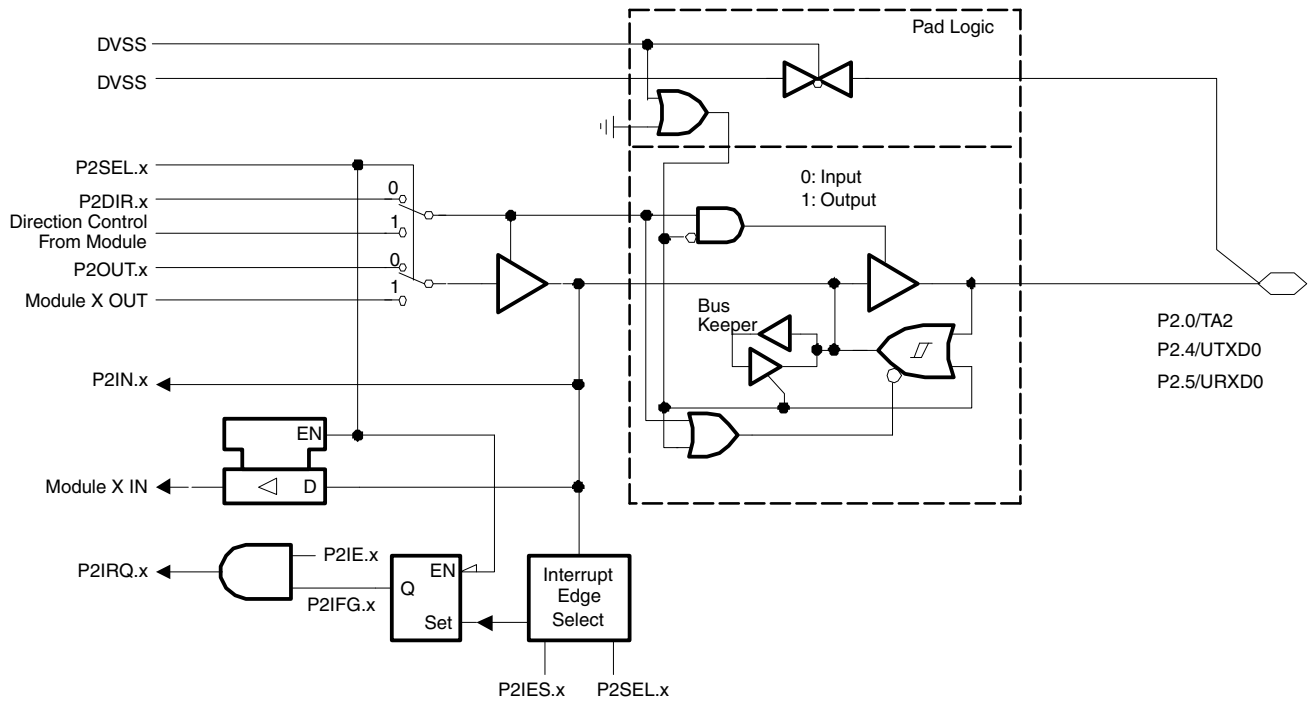 Pad Logic
DVSS
DVSS
P2SEL.x
P2DIR.x
0
0: Input
1: Output
Direction Control
From Module
1
P2OUT.x
0
Module X OUT
1
Bus
Keeper
P2.0/TA2
P2.4/UTXD0
P2.5/URXD0
P2IN.x
EN
Module X IN
D
P2IRQ.x
P2IE.x
P2IFG.x
EN
Q
Set
Interrupt
Edge
Select
P2IES.x
P2SEL.x